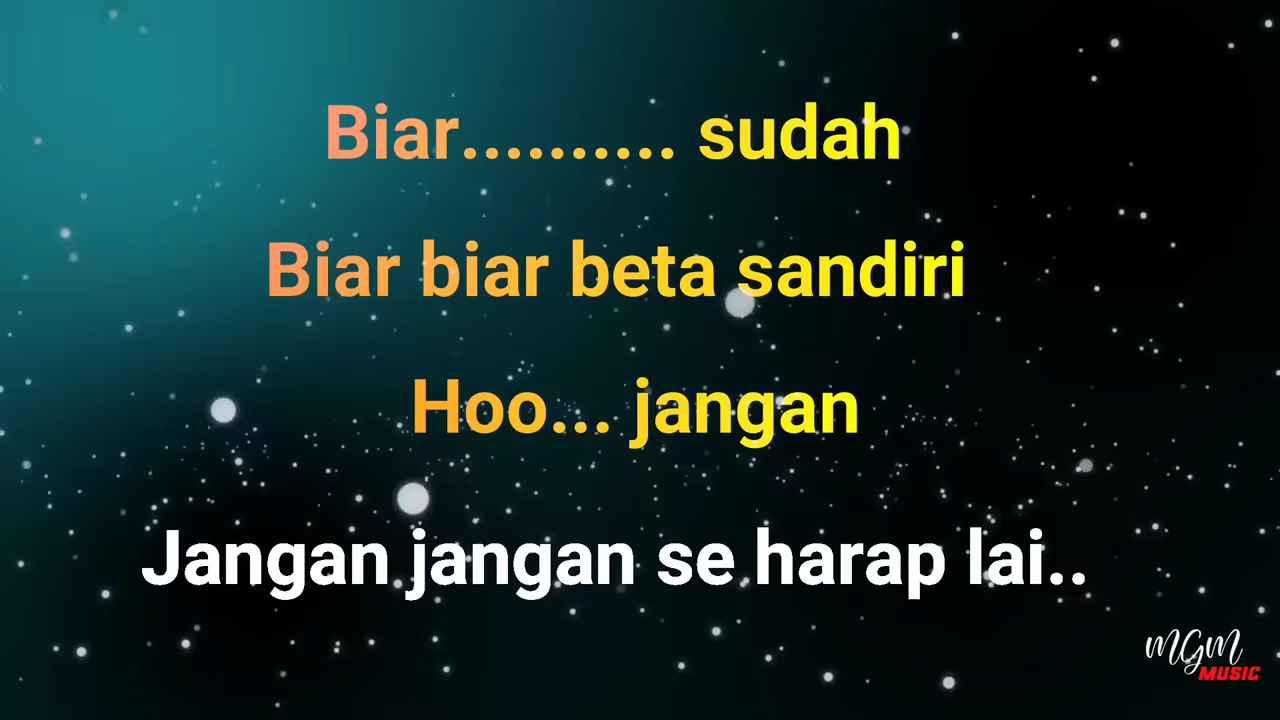 Biar.......... sudah
Biar biar beta sandiri
Hoo... jangan
Jangan jangan se harap lai..
MGM
MUSIC